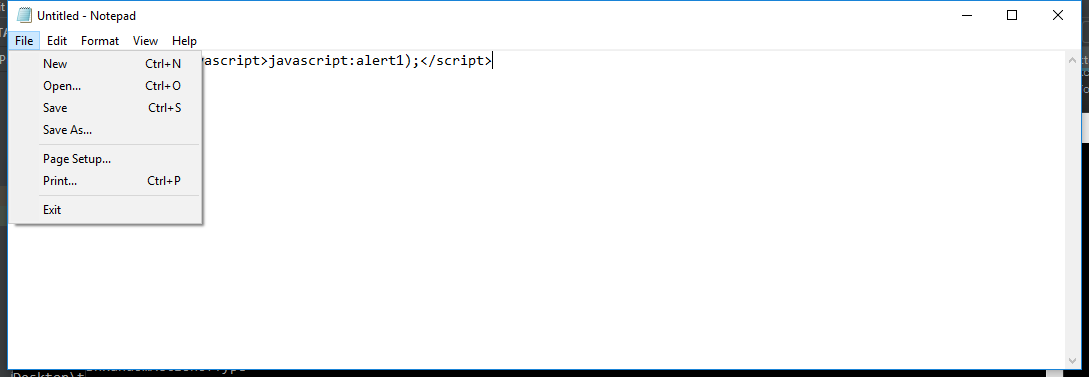 Untitled - Notepad
File Edit Format View Help
New Ctrl+N
vascript>javascript:alert1);</script>
Open... Ctrl+O
Save Ctrl+S
Save As...
Page Setup...
Print... Ctrl+P
Exit
Desktop\t